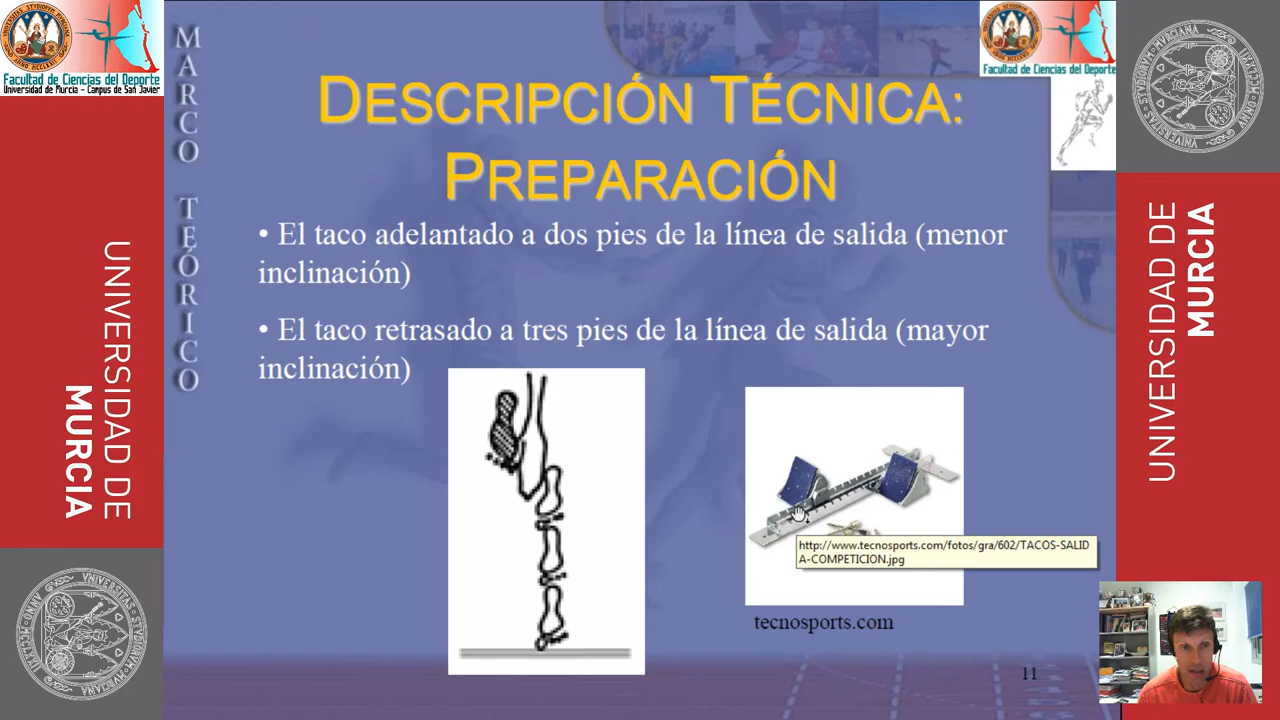 Facultad de Ciencias del Deporte
Universidad de Murcia - Campus de San Javier
UNIVERSIDAD DE
MURCIA
MARCO TEÓRICO
DESCRIPCIÓN TÉCNICA:
PREPARACIÓN
• El taco adelantado a dos pies de la línea de salida (menor
inclinación)
• El taco retrasado a tres pies de la línea de salida (mayor
inclinación)
http://www.tecnosports.com/fotos/gra/602/TACOS-SALID
A-COMPETICION.jpg
tecnosports.com
11
Facultad de Ciencias del Deporte
UNIVERSIDAD DE
MURCIA